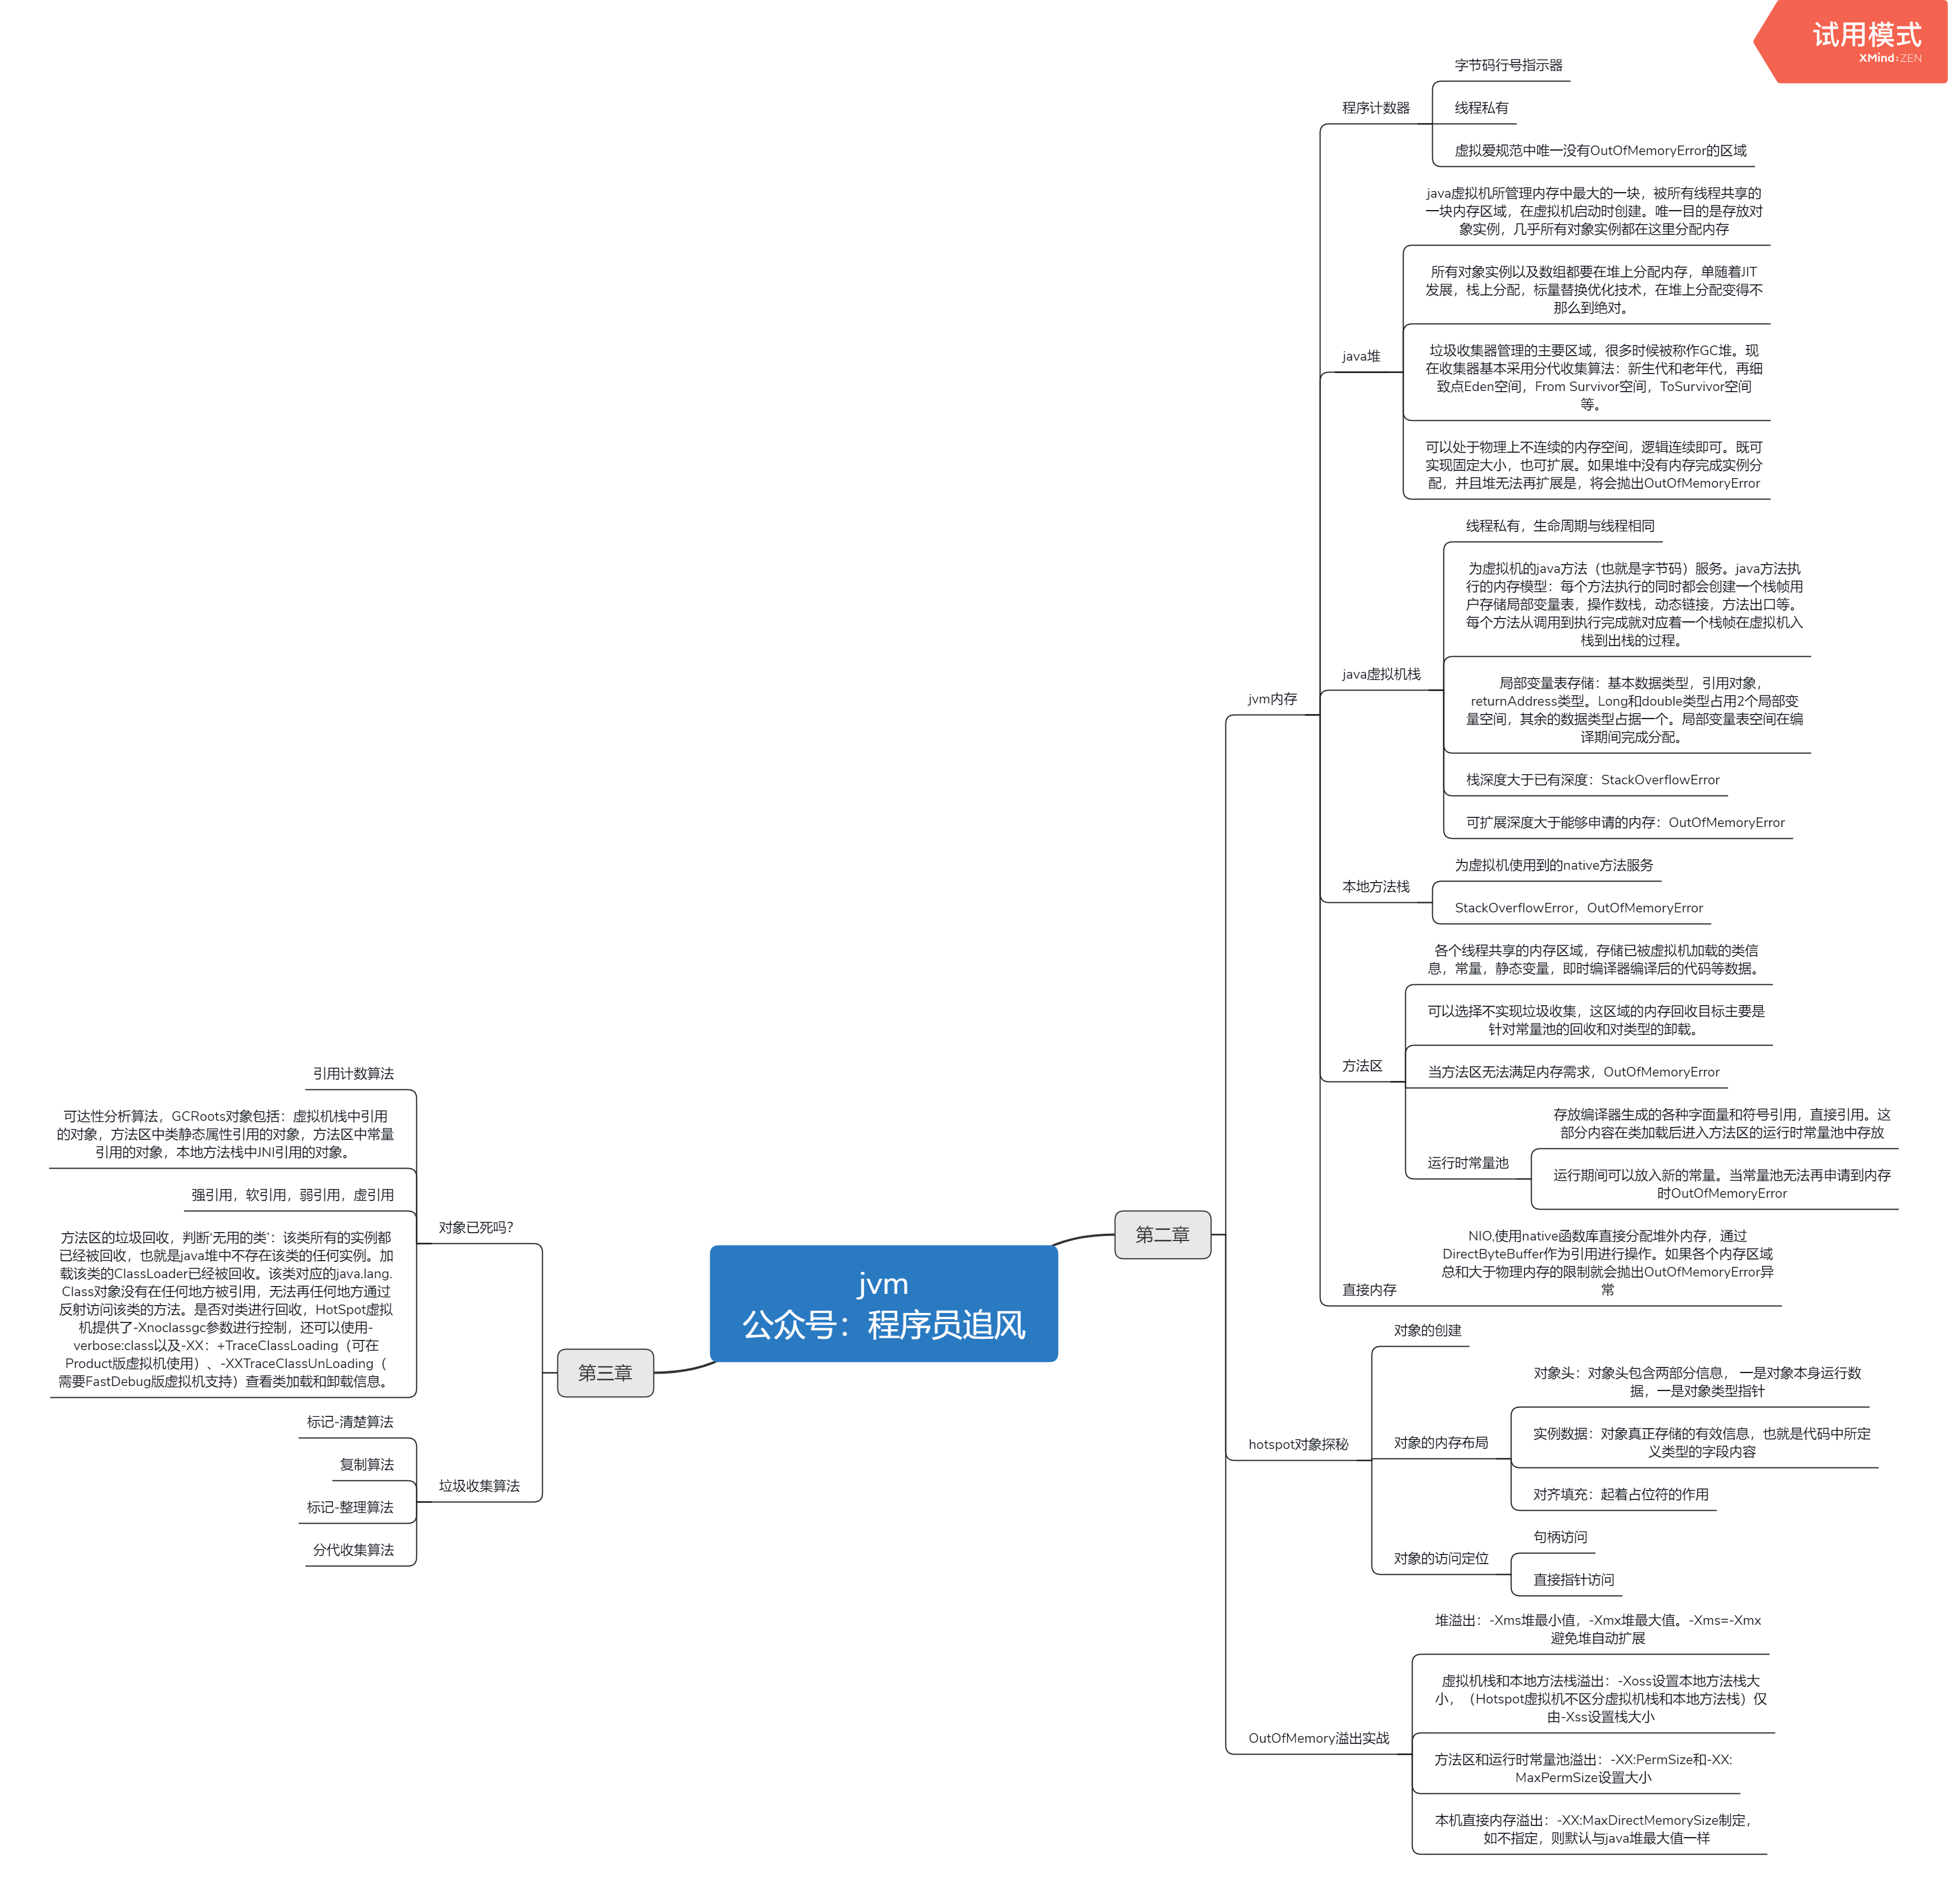 试用模式
XMind:ZEN
jvm
公众号：程序员追风
第二章
jvm内存
程序计数器
字节码行号指示器
线程私有
虚拟爱规范中唯一没有OutOfMemoryError的区域
java堆
java虚拟机所管理内存中最大的一块，被所有线程共享的
一块内存区域，在虚拟机启动时创建。唯一目的是存放对
象实例，几乎所有对象实例都在这里分配内存
所有对象实例以及数组都要在堆上分配内存，单随着JIT
发展，栈上分配，标量替换优化技术，在堆上分配变得不
那么到绝对。
垃圾收集器管理的主要区域，很多时候被称作GC堆。现
在收集器基本采用分代收集算法：新生代和老年代，再细
致点Eden空间，From Survivor空间，ToSurvivor空间
等。
可以处于物理上不连续的内存空间，逻辑连续即可。既可
实现固定大小，也可扩展。如果堆中没有内存完成实例分
配，并且堆无法再扩展是，将会抛出OutOfMemoryError
java虚拟机栈
线程私有，生命周期与线程相同
为虚拟机的java方法（也就是字节码）服务。java方法执
行的内存模型：每个方法执行的同时都会创建一个栈帧用
户存储局部变量表，操作数栈，动态链接，方法出口等。
每个方法从调用到执行完成就对应着一个栈帧在虚拟机入
栈到出栈的过程。
局部变量表存储：基本数据类型，引用对象，
returnAddress类型。Long和double类型占用2个局部变
量空间，其余的数据类型占据一个。局部变量表空间在编
译期间完成分配。
栈深度大于已有深度：StackOverflowError
可扩展深度大于能够申请的内存：OutOfMemoryError
本地方法栈
为虚拟机使用到的native方法服务
StackOverflowError，OutOfMemoryError
方法区
各个线程共享的内存区域，存储已被虚拟机加载的类信
息，常量，静态变量，即时编译器编译后的代码等数据。
可以选择不实现垃圾收集，这区域的内存回收目标主要是
针对常量池的回收和对类型的卸载。
当方法区无法满足内存需求，OutOfMemoryError
运行时常量池
存放编译器生成的各种字面量和符号引用，直接引用。这
部分内容在类加载后进入方法区的运行时常量池中存放
运行期间可以放入新的常量。当常量池无法再申请到内存
时OutOfMemoryError
直接内存
NIO,使用native函数库直接分配堆外内存，通过
DirectByteBuffer作为引用进行操作。如果各个内存区域
总和大于物理内存的限制就会抛出OutOfMemoryError异
常
hotspot对象探秘
对象的创建
对象的内存布局
对象头：对象头包含两部分信息， 一是对象本身运行数
据，一是对象类型指针
实例数据：对象真正存储的有效信息，也就是代码中所定
义类型的字段内容
对齐填充：起着占位符的作用
对象的访问定位
句柄访问
直接指针访问
OutOfMemory溢出实战
堆溢出：-Xms堆最小值，-Xmx堆最大值。-Xms=-Xmx
避免堆自动扩展
虚拟机栈和本地方法栈溢出：-Xoss设置本地方法栈大
小，（Hotspot虚拟机不区分虚拟机栈和本地方法栈）仅
由-Xss设置栈大小
方法区和运行时常量池溢出：-XX:PermSize和-XX:
MaxPermSize设置大小
本机直接内存溢出：-XX:MaxDirectMemorySize制定，
如不指定，则默认与java堆最大值一样
第三章
对象已死吗？
引用计数算法
可达性分析算法，GCRoots对象包括：虚拟机栈中引用
的对象，方法区中类静态属性引用的对象，方法区中常量
引用的对象，本地方法栈中JNI引用的对象。
强引用，软引用，弱引用，虚引用
方法区的垃圾回收，判断‘无用的类’：该类所有的实例都
已经被回收，也就是java堆中不存在该类的任何实例。加
载该类的ClassLoader已经被回收。该类对应的java.lang.
Class对象没有在任何地方被引用，无法再任何地方通过
反射访问该类的方法。是否对类进行回收，HotSpot虚拟
机提供了-Xnoclassgc参数进行控制，还可以使用-
verbose:class以及-XX：+TraceClassLoading（可在
Product版虚拟机使用）、-XXTraceClassUnLoading（
需要FastDebug版虚拟机支持）查看类加载和卸载信息。
垃圾收集算法
标记-清楚算法
复制算法
标记-整理算法
分代收集算法